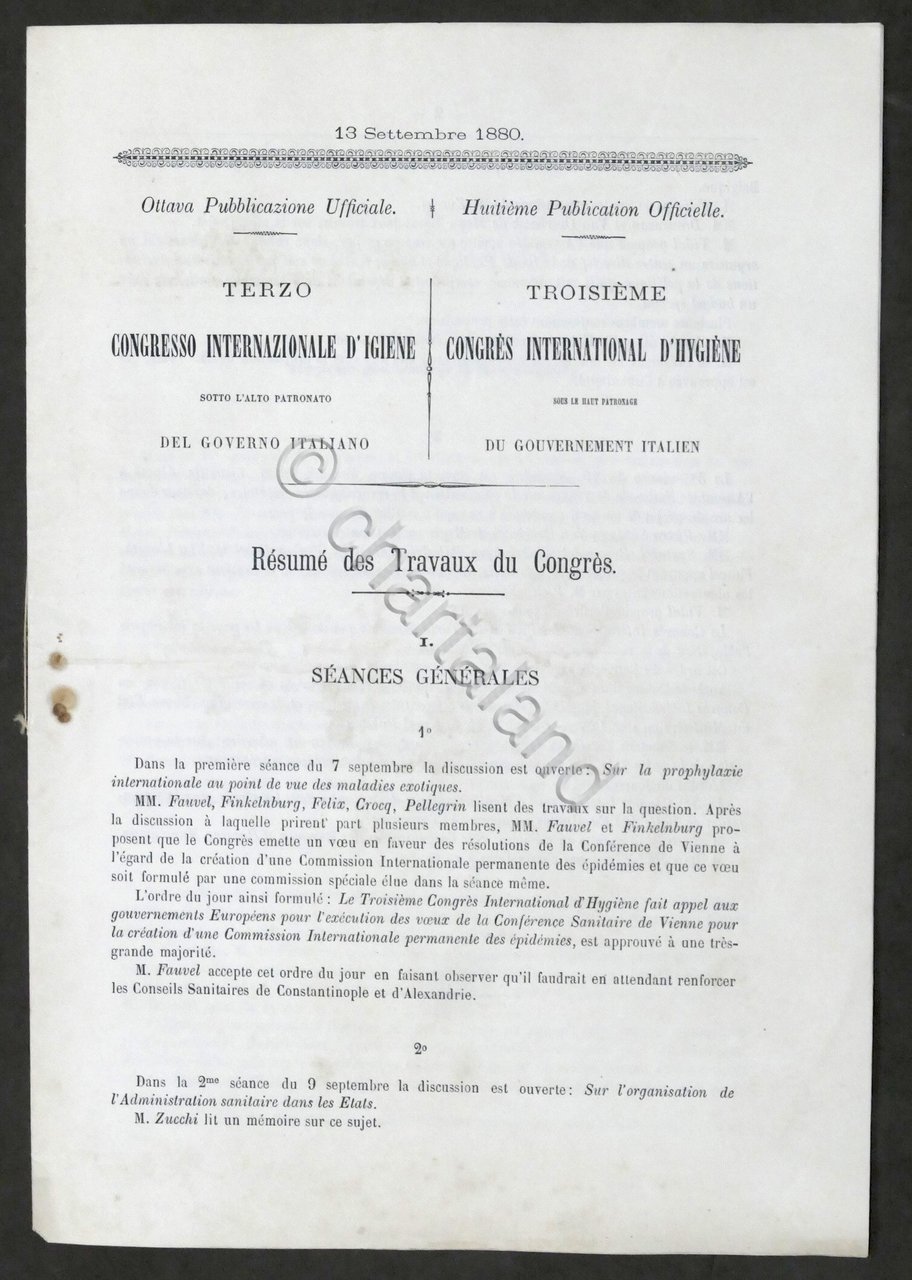 13 Settembre 1880.
Ottava Pubblicazione Ufficiale.
TERZO
CONGRESSO INTERNAZIONALE D'IGIENE
SOTTO L'ALTO PATRONATO
DEL GOVERNO ITALIANO
Huitième Publication Officielle.
TROISIÈME
CONGRÈS INTERNATIONAL D'HYGIÈNE
SOUS LE HAUT PATRONAGE
DU GOUVERNEMENT ITALIEN
Résumé des Travaux du Congrès.
I.
SÉANCES GÉNÉRALES
1º
Dans la première séance du 7 septembre la discussion est ouverte: Sur la prophylaxie
internationale au point de vue des maladies exotiques.
MM. Fauvel, Finkelnburg, Felix, Crocq, Pellegrin lisent des travaux sur la question. Après
la discussion à laquelle prirent part plusieurs membres, MM. Fauvel et Finkelnburg pro-
posent que le Congrès emette un vœu en faveur des résolutions de la Conférence de Vienne à
l'égard de la création d'une Commission Internationale permanente des épidémies et que ce vœu
soit formulé par une commission spéciale élue dans la séance même.
L'ordre du jour ainsi formulé: Le Troisième Congrès International d'Hygiène fait appel aux
gouvernements Européens pour l'exécution des vœux de la Conférence Sanitaire de Vienne pour
la création d'une Commission Internationale permanente des épidémies, est approuvé à une très-
grande majorité.
M. Fauvel accepte cet ordre du jour en faisant observer qu'il faudrait en attendant renforcer
les Conseils Sanitaires de Constantinople et d'Alexandrie.
2º
Dans la 2me séance du 9 septembre la discussion est ouverte: Sur l'organisation de
l'Administration sanitaire dans les Etats.
M. Zucchi lit un mémoire sur ce sujet.
© chartaland